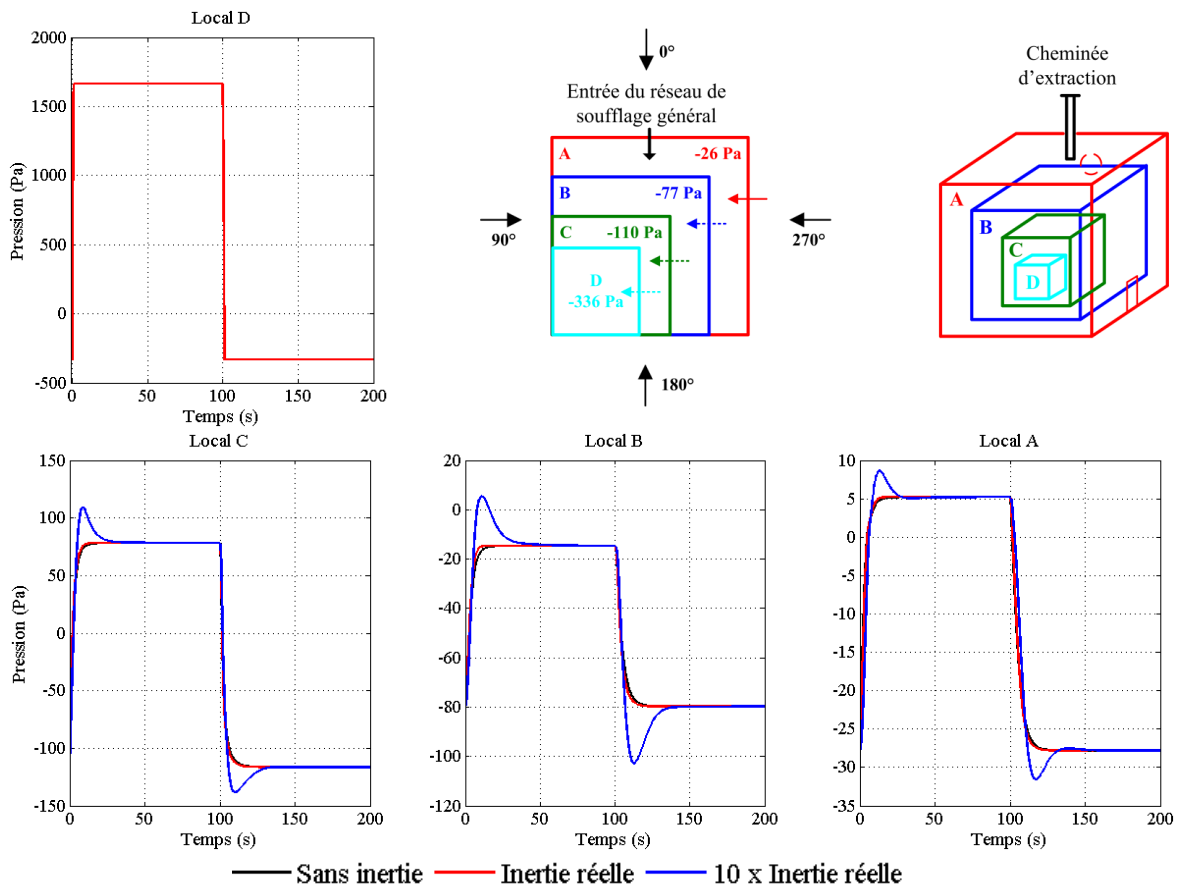 Local D
2000
1500
1000
500
0
-500
0
50
100
150
200
Pression (Pa)
Temps (s)
0°
Entrée du réseau de
soufflage général
A
-26 Pa
B
-77 Pa
C
-110 Pa
D
-336 Pa
90°
270°
180°
Cheminée
d'extraction
A
B
C
D
Local C
150
100
50
0
-50
-100
-150
0
50
100
150
200
Pression (Pa)
Temps (s)
Local B
20
0
-20
-40
-60
-80
-100
-120
0
50
100
150
200
Temps (s)
Local A
10
5
0
-5
-10
-15
-20
-25
-30
-35
0
50
100
150
200
Temps (s)
Sans inertie
Inertie réelle
10 x Inertie réelle